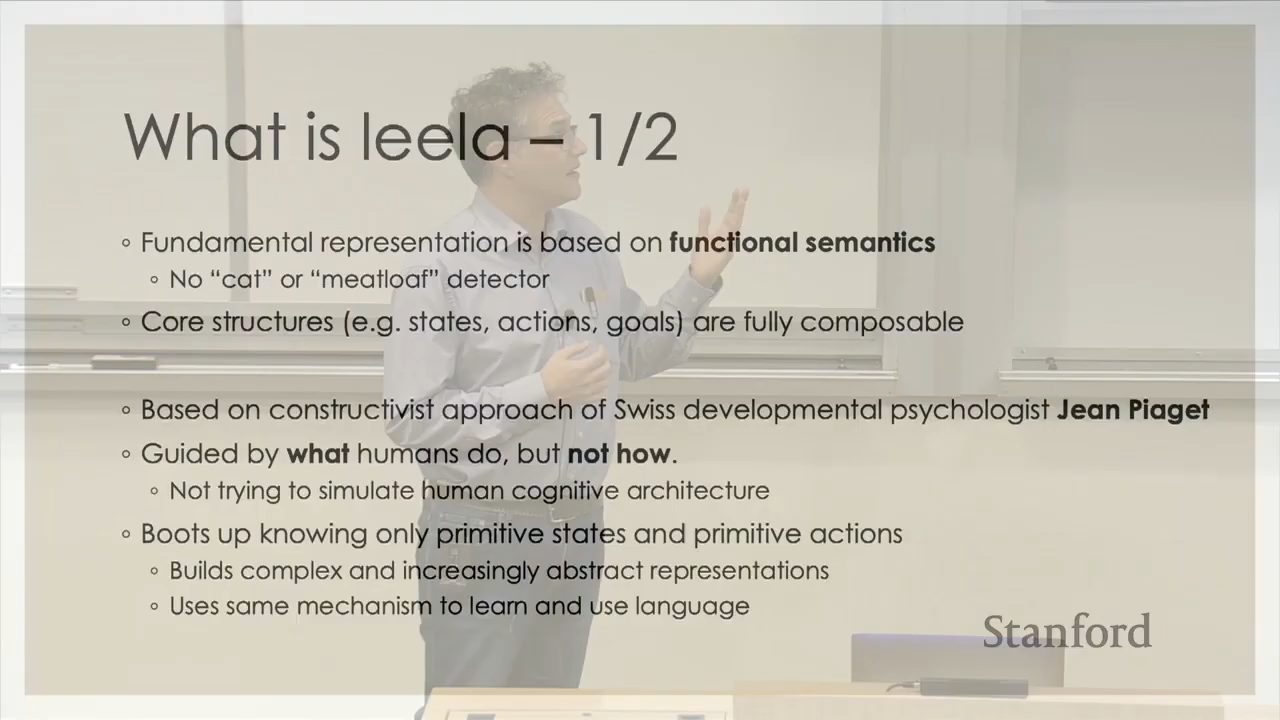 What is leela – 1/2
◦ Fundamental representation is based on functional semantics
◦ No “cat” or “meatloaf” detector
◦ Core structures (e.g. states, actions, goals) are fully composable
◦ Based on constructivist approach of Swiss developmental psychologist Jean Piaget
◦ Guided by what humans do, but not how.
◦ Not trying to simulate human cognitive architecture
◦ Boots up knowing only primitive states and primitive actions
◦ Builds complex and increasingly abstract representations
◦ Uses same mechanism to learn and use language
Stanford